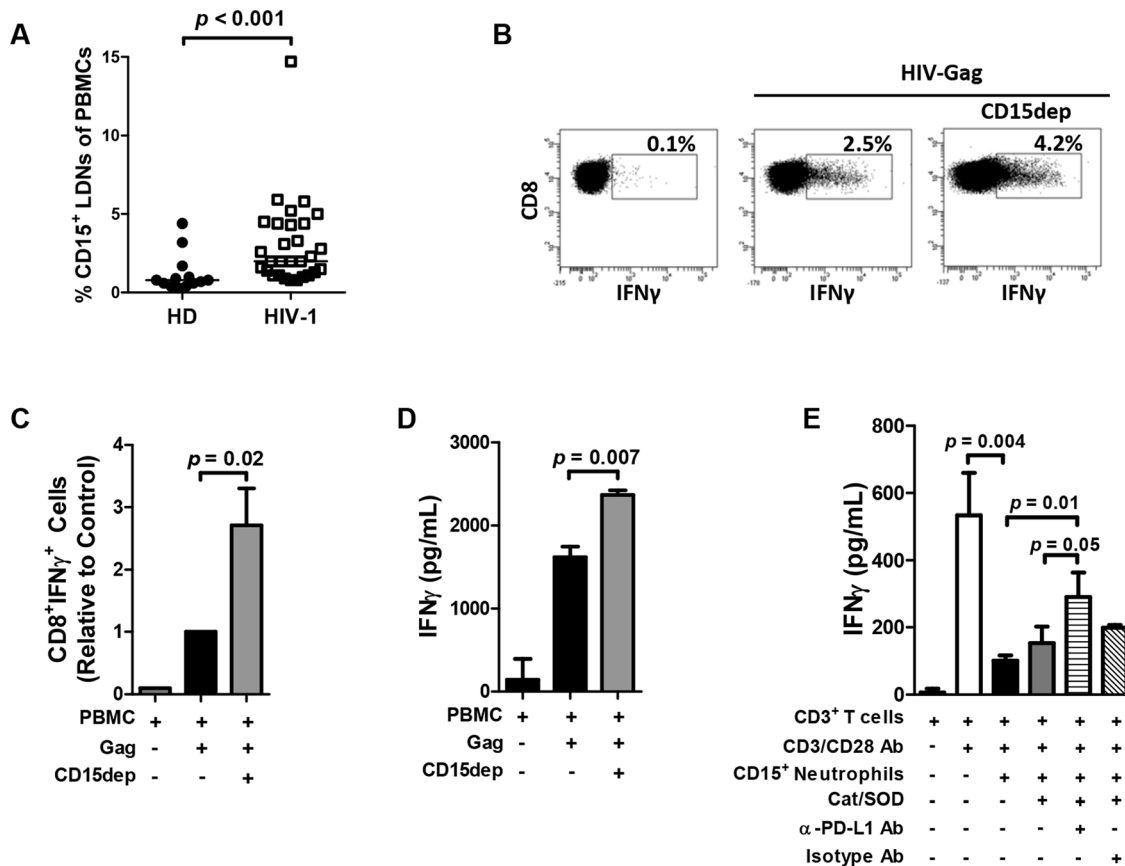 A
p < 0.001
% CD15+ LDNs of PBMCs
15
10
5
0
HD
HIV-1
B
HIV-Gag
CD15dep
0.1%
2.5%
4.2%
CD8
-215
-170
-137
IFNγ
IFNγ
IFNγ
C
CD8+IFNγ+ Cells
(Relative to Control)
4
3
2
1
0
p = 0.02
PBMC + + +
Gag - + +
CD15dep - - +
D
IFNγ (pg/mL)
3000
2000
1000
0
p = 0.007
PBMC + + +
Gag - + +
CD15dep - - +
E
IFNγ (pg/mL)
800
600
400
200
0
p = 0.004
p = 0.01
p = 0.05
CD3+ T cells + + + + + +
CD3/CD28 Ab - + + + + +
CD15+ Neutrophils - - + + + +
Cat/SOD - - - + + +
α-PD-L1 Ab - - - - + -
Isotype Ab - - - - - +